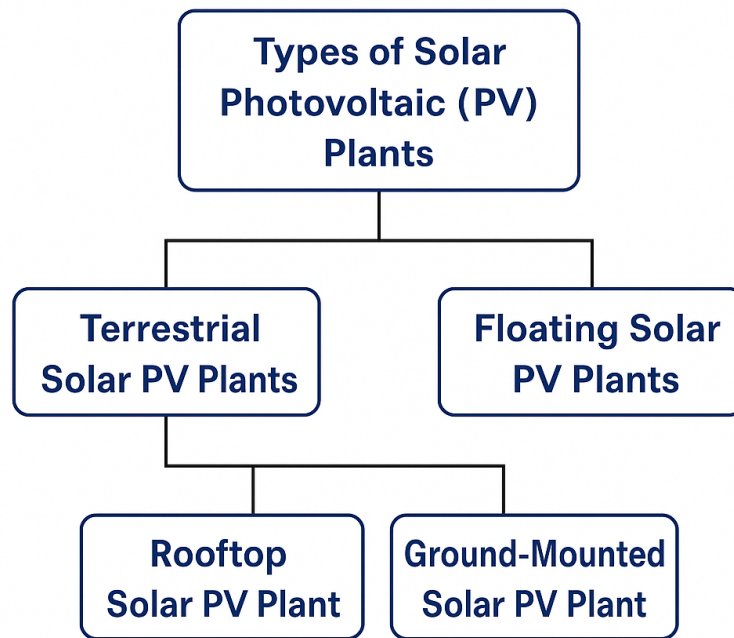 Types of Solar
Photovoltaic (PV)
Plants
Terrestrial
Solar PV Plants
Floating Solar
PV Plants
Rooftop
Solar PV Plant
Ground-Mounted
Solar PV Plant